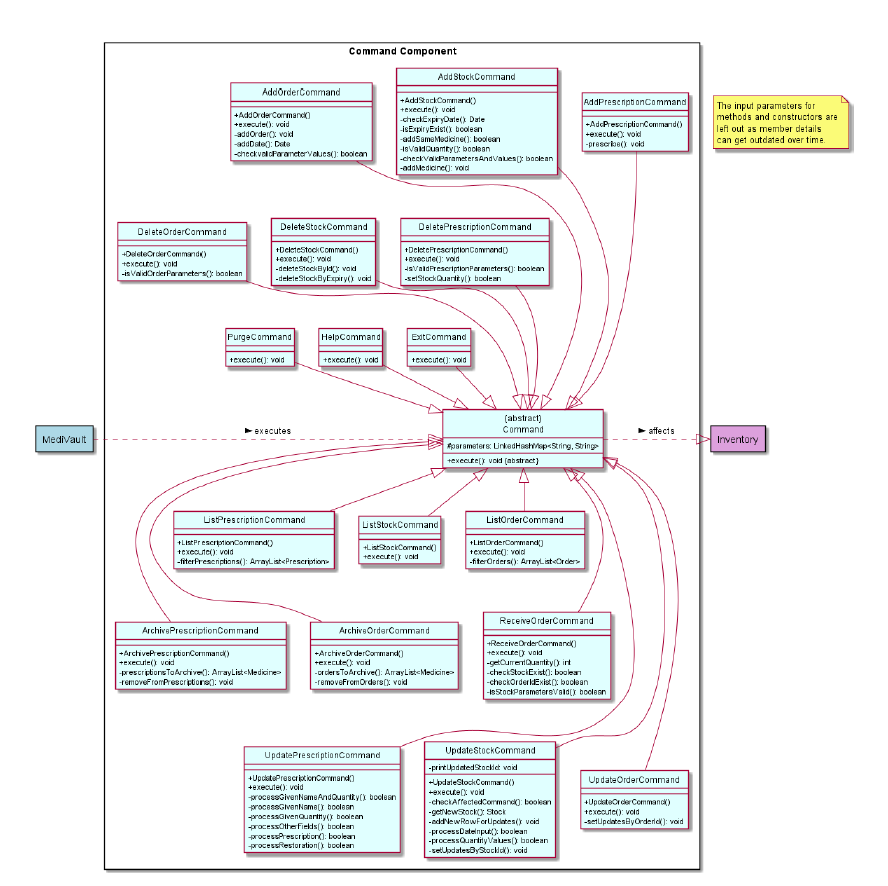 Command Component
AddOrderCommand
+AddOrderCommand()
+execute(): void
-addOrder(): void
-addDate(): Date
-checkvalidParameterValues(): boolean
AddStockCommand
+AddStockCommand()
+execute(): void
-checkExpiryDate(): Date
-isExpiryExist(): boolean
-addSameMedicine(): boolean
-isValidQuantity(): boolean
-checkValidParametersAndValues(): boolean
-addMedicine(): void
AddPrescriptionCommand
+AddPrescriptionCommand()
+execute(): void
-prescribe(): void
The input parameters for
methods and constructors are
left out as member details
can get outdated over time.
DeleteOrderCommand
+DeleteOrderCommand()
+execute(): void
-isValidOrderParameters(): boolean
DeleteStockCommand
+DeleteStockCommand()
+execute(): void
-deleteStockById(): void
-deleteStockByExpiry(): void
DeletePrescriptionCommand
+DeletePrescriptionCommand()
+execute(): void
-isValidPrescriptionParameters(): boolean
-setStockQuantity(): boolean
PurgeCommand
+execute(): void
HelpCommand
+execute(): void
ExitCommand
+execute(): void
MediVault
executes
{abstract}
Command
#parameters: LinkedHashMap<String, String>
+execute(): void {abstract}
affects
Inventory
ListPrescriptionCommand
+ListPrescriptionCommand()
+execute(): void
-filterPrescriptions(): ArrayList<Prescription>
ListStockCommand
+ListStockCommand()
+execute(): void
ListOrderCommand
+ListOrderCommand()
+execute(): void
-filterOrders(): ArrayList<Order>
ArchivePrescriptionCommand
+ArchivePrescriptionCommand()
+execute(): void
-prescriptionsToArchive(): ArrayList<Medicine>
-removeFromPrescriptioins(): void
ArchiveOrderCommand
+ArchiveOrderCommand()
+execute(): void
-ordersToArchive(): ArrayList<Medicine>
-removeFromOrders(): void
ReceiveOrderCommand
+ReceiveOrderCommand()
+execute(): void
-getCurrentQuantity(): int
-checkStockExist(): boolean
-checkOrderIdExist(): boolean
-isStockParametersValid(): boolean
UpdatePrescriptionCommand
+UpdatePrescriptionCommand()
+execute(): void
-processGivenNameAndQuantity(): boolean
-processGivenName(): boolean
-processGivenQuantity(): boolean
-processOtherFields(): boolean
-processPrescription(): boolean
-processRestoration(): boolean
UpdateStockCommand
-printUpdatedStockId: void
+UpdateStockCommand()
+execute(): void
-checkAffectedCommand(): boolean
-getNewStock(): Stock
-addNewRowForUpdates(): void
-processDateInput(): boolean
-processQuantityValues(): boolean
-setUpdatesByStockId(): void
UpdateOrderCommand
+UpdateOrderCommand()
+execute(): void
-setUpdatesByOrderId(): void